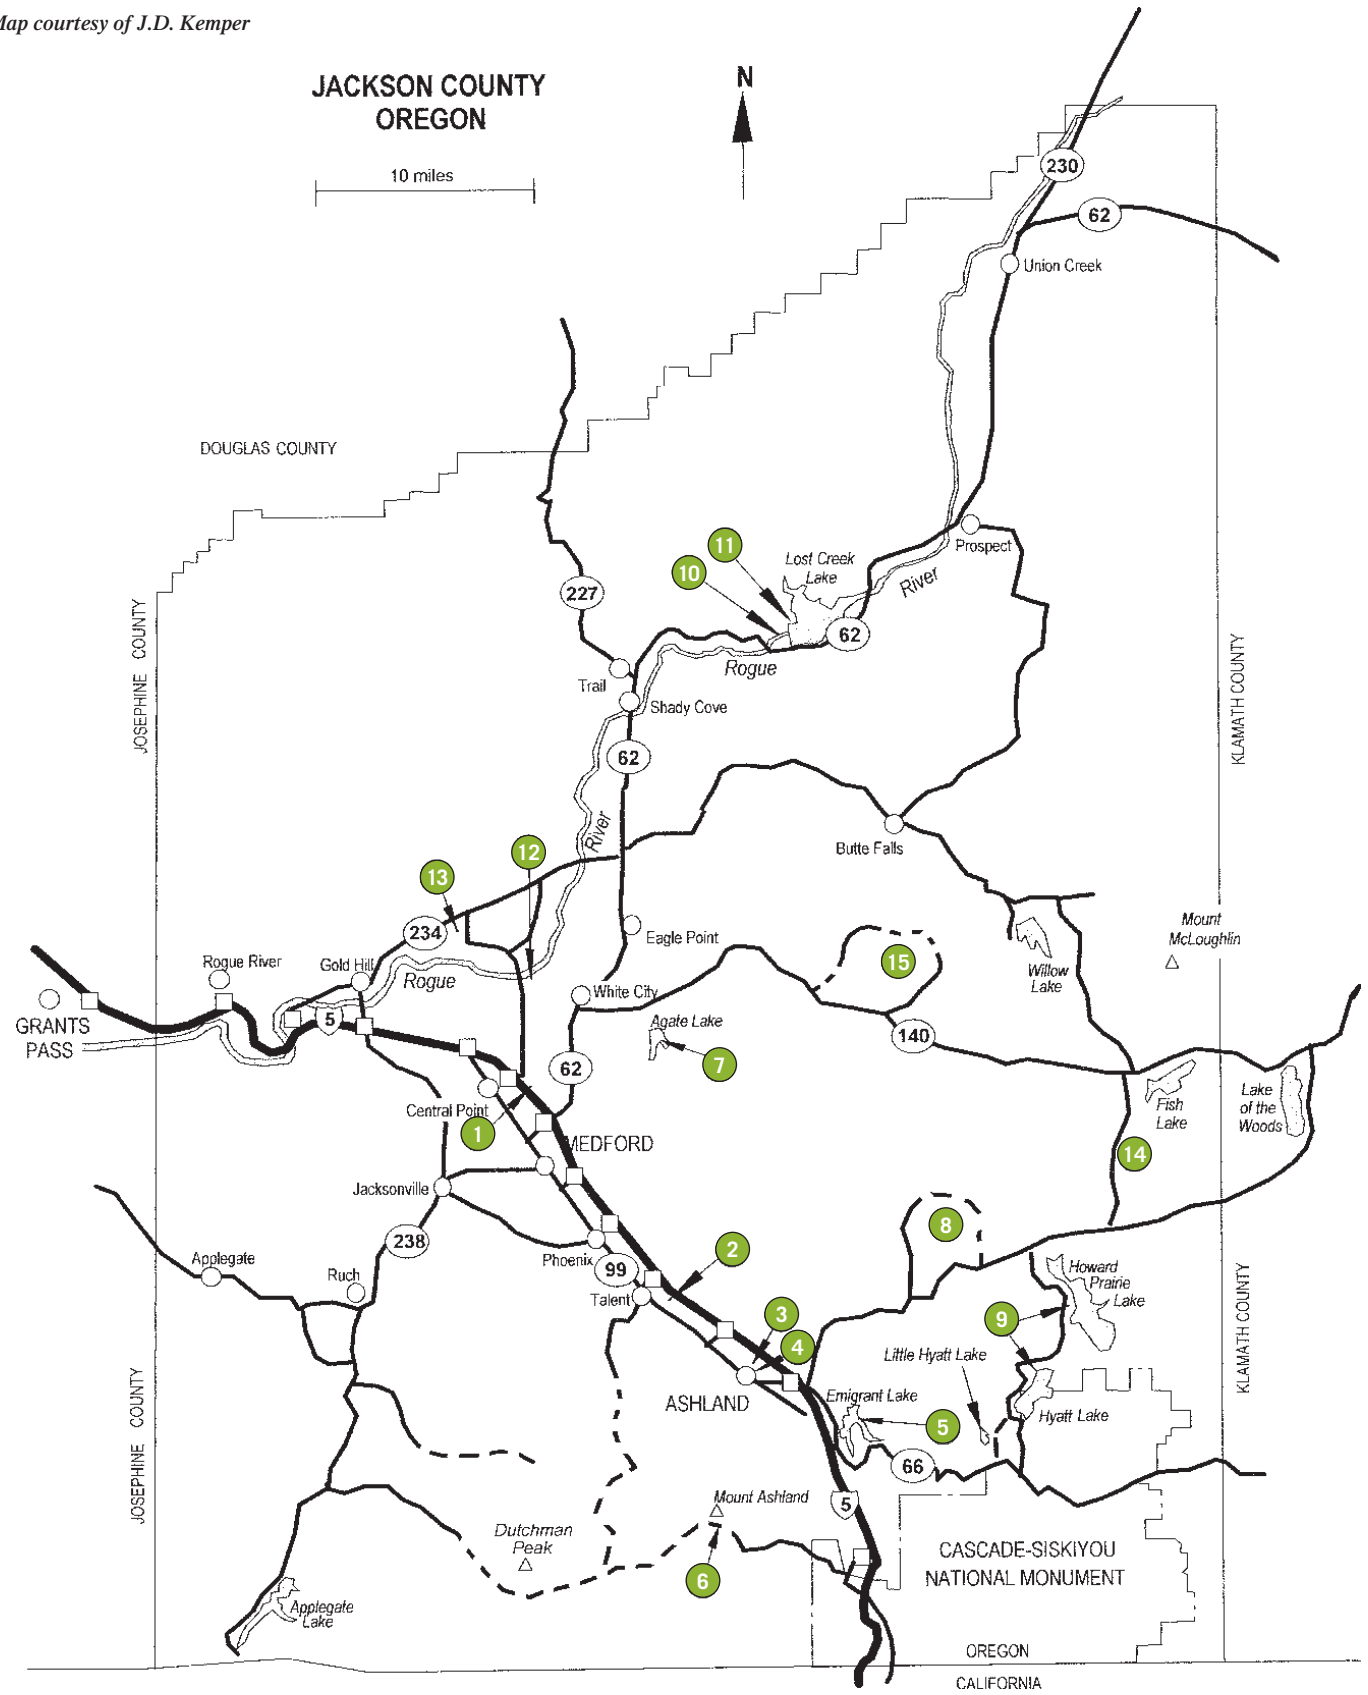 Map courtesy of J.D. Kemper
JACKSON COUNTY
OREGON
N
10 miles
230
62
Union Creek
DOUGLAS COUNTY
11
10
Lost Creek
Lake
Prospect
River
227
62
JOSEPHINE COUNTY
KLAMATH COUNTY
Rogue
Trail
Shady Cove
62
River
12
13
Butte Falls
234
Eagle Point
Mount
McLoughlin
15
Willow
Lake
Rogue River
Gold Hill
Rogue
White City
GRANTS
PASS
5
Agate Lake
140
7
62
Fish
Lake
Lake
of the
Woods
Central Point
1
MEDFORD
14
Jacksonville
8
238
Phoenix
2
Applegate
Ruch
99
Talent
Howard
Prairie
Lake
3
9
4
Little Hyatt Lake
KLAMATH COUNTY
JOSEPHINE COUNTY
ASHLAND
Emigrant Lake
5
Hyatt Lake
66
Mount Ashland
5
Dutchman
Peak
CASCADE-SISKIYOU
NATIONAL MONUMENT
6
Applegate
Lake
OREGON
CALIFORNIA